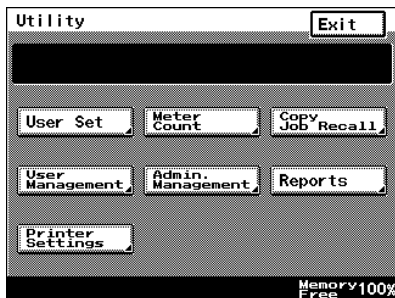 Utility
Exit
User Set
Meter
Count
Copy
Job Recall
User
Management
Admin.
Management
Reports
Printer
Settings
Memory 100%
Free